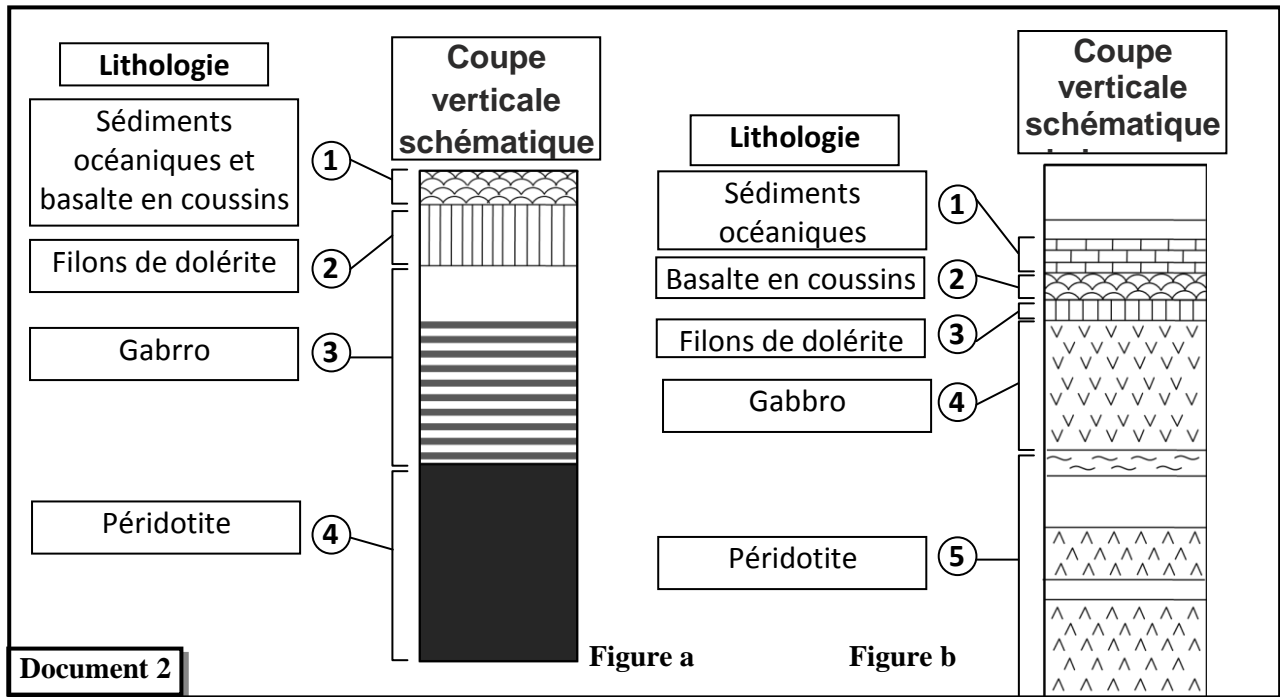 Lithologie
Coupe
verticale
schématique
Sédiments
océaniques et
basalte en coussins
1
Filons de dolérite
2
Gabrro
3
Péridotite
4
Figure a
Document 2
Lithologie
Coupe
verticale
schématique
Sédiments
océaniques
1
Basalte en coussins
2
Filons de dolérite
3
Gabbro
4
Péridotite
5
Figure b